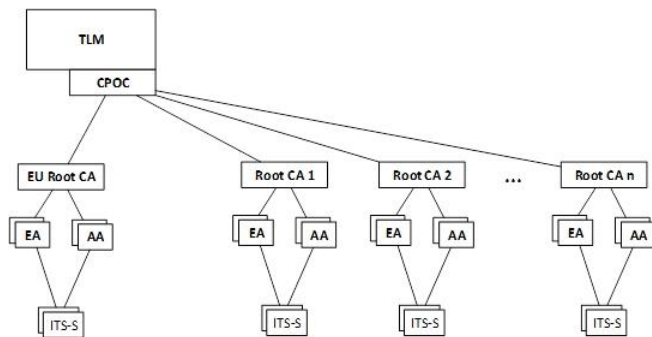 TLM
CPOC
EU Root CA
Root CA 1
Root CA 2
...
Root CA n
EA
AA
EA
AA
EA
AA
EA
AA
ITS-S
ITS-S
ITS-S
ITS-S